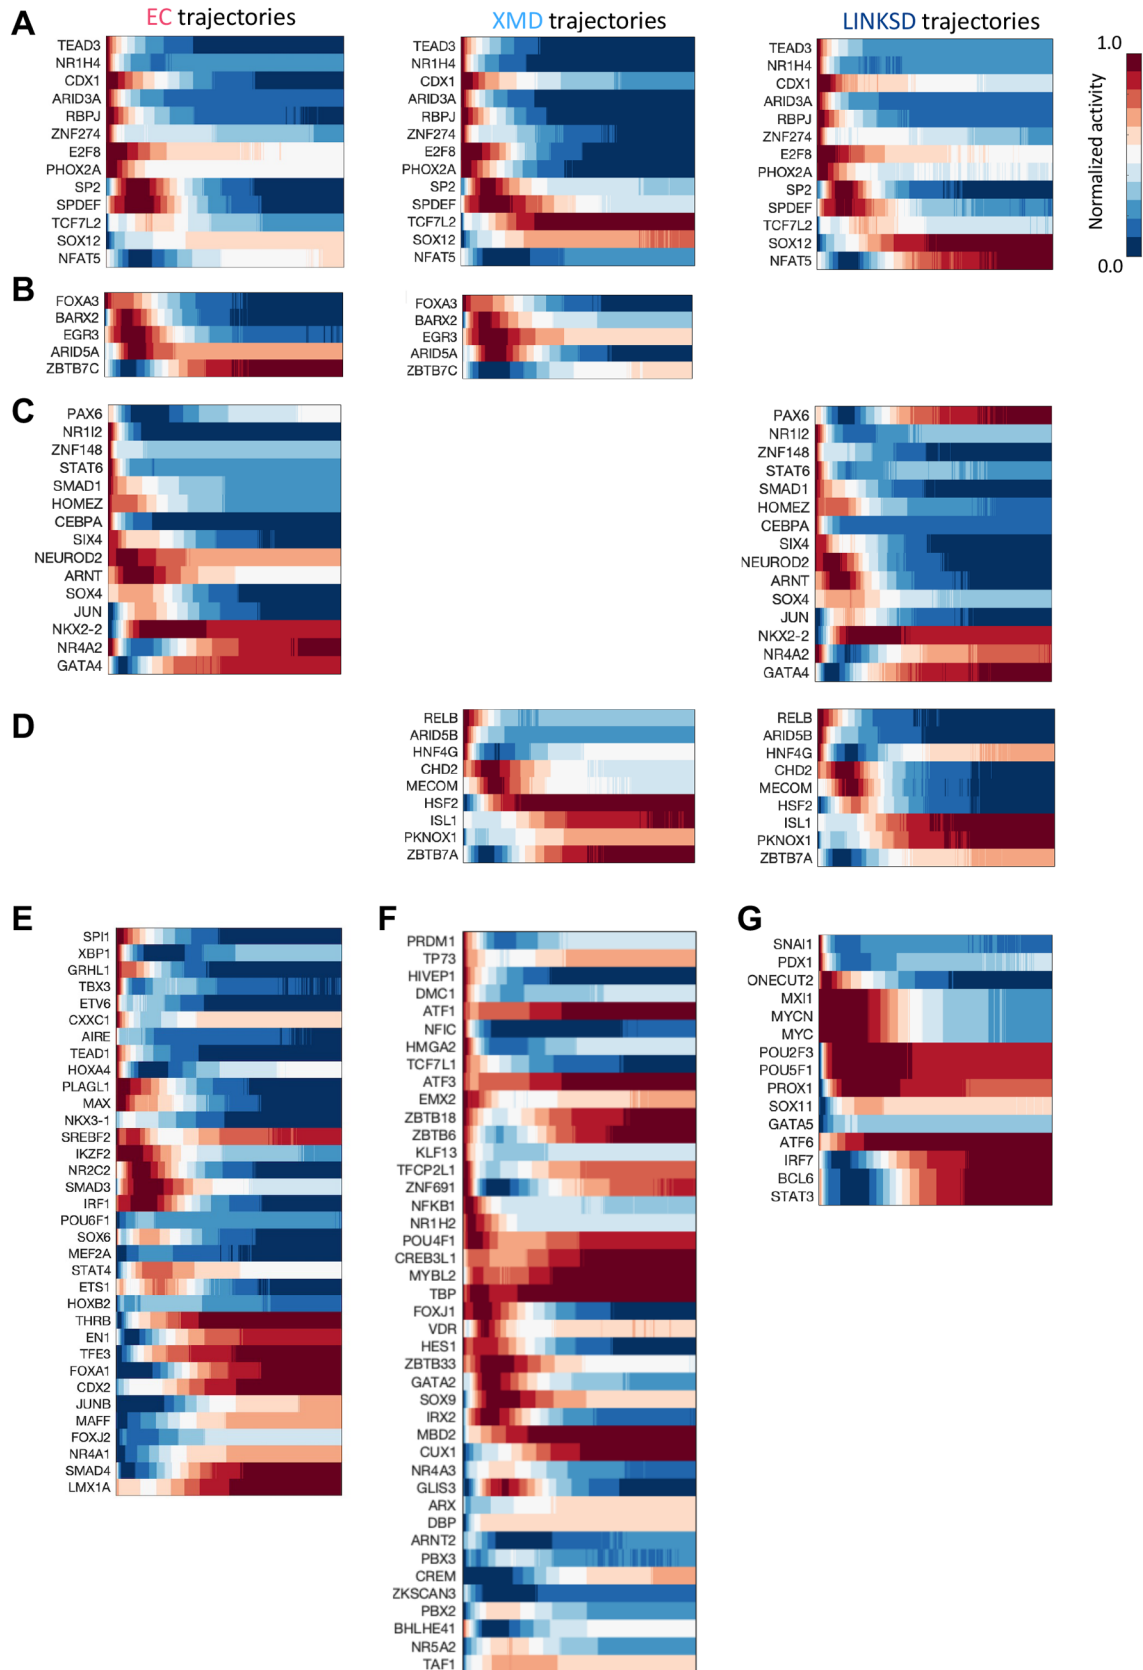 A
EC trajectories
XMD trajectories
LINKSD trajectories
TEAD3
NR1H4
CDX1
ARID3A
RBPJ
ZNF274
E2F8
PHOX2A
SP2
SPDEF
TCF7L2
SOX12
NFAT5
TEAD3
NR1H4
CDX1
ARID3A
RBPJ
ZNF274
E2F8
PHOX2A
SP2
SPDEF
TCF7L2
SOX12
NFAT5
TEAD3
NR1H4
CDX1
ARID3A
RBPJ
ZNF274
E2F8
PHOX2A
SP2
SPDEF
TCF7L2
SOX12
NFAT5
1.0
Normalized activity
0.0
B
FOXA3
BARX2
EGR3
ARID5A
ZBTB7C
FOXA3
BARX2
EGR3
ARID5A
ZBTB7C
C
PAX6
NR1I2
ZNF148
STAT6
SMAD1
HOMEZ
CEBPA
SIX4
NEUROD2
ARNT
SOX4
JUN
NKX2-2
NR4A2
GATA4
PAX6
NR1I2
ZNF148
STAT6
SMAD1
HOMEZ
CEBPA
SIX4
NEUROD2
ARNT
SOX4
JUN
NKX2-2
NR4A2
GATA4
D
RELB
ARID5B
HNF4G
CHD2
MECOM
HSF2
ISL1
PKNOX1
ZBTB7A
RELB
ARID5B
HNF4G
CHD2
MECOM
HSF2
ISL1
PKNOX1
ZBTB7A
E
SPI1
XBP1
GRHL1
TBX3
ETV6
CXXC1
AIRE
TEAD1
HOXA4
PLAGL1
MAX
NKX3-1
SREBF2
IKZF2
NR2C2
SMAD3
IRF1
POU6F1
SOX6
MEF2A
STAT4
ETS1
HOXB2
THRB
EN1
TFE3
FOXA1
CDX2
JUNB
MAFF
FOXJ2
NR4A1
SMAD4
LMX1A
F
PRDM1
TP73
HIVEP1
DMC1
ATF1
NFIC
HMGA2
TCF7L1
ATF3
EMX2
ZBTB18
ZBTB6
KLF13
TFCP2L1
ZNF691
NFKB1
NR1H2
POU4F1
CREB3L1
MYBL2
TBP
FOXJ1
VDR
HES1
ZBTB33
GATA2
SOX9
IRX2
MBD2
CUX1
NR4A3
GLIS3
ARX
DBP
ARNT2
PBX3
CREM
ZKSCAN3
PBX2
BHLHE41
NR5A2
TAF1
G
SNAI1
PDX1
ONECUT2
MXI1
MYCN
MYC
POU2F3
POU5F1
PROX1
SOX11
GATA5
ATF6
IRF7
BCL6
STAT3